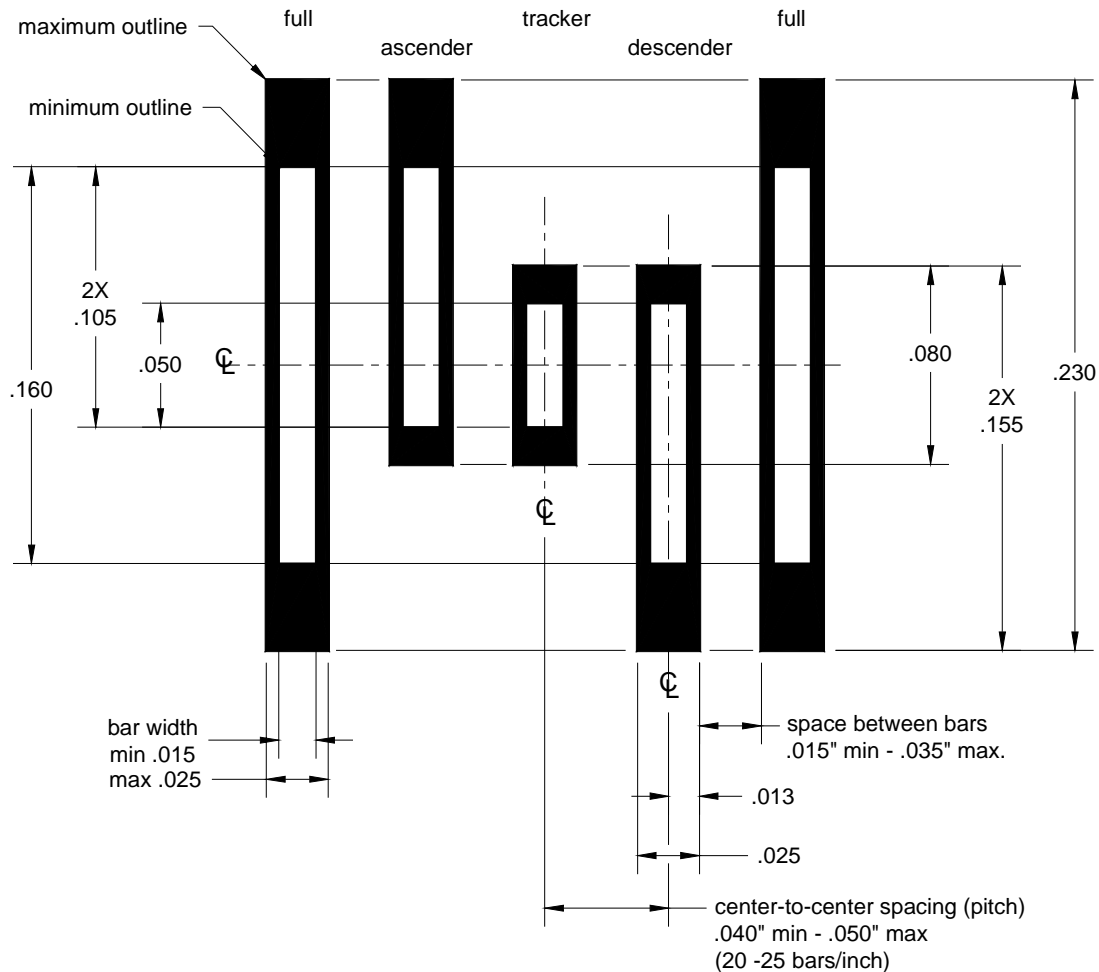 full
tracker
full
maximum outline
ascender
descender
minimum outline
2X
.105
.050
.160
℄
.080
2X
.155
.230
℄
℄
bar width
min .015
max .025
space between bars
.015" min - .035" max.
.013
.025
center-to-center spacing (pitch)
.040" min - .050" max
(20 -25 bars/inch)